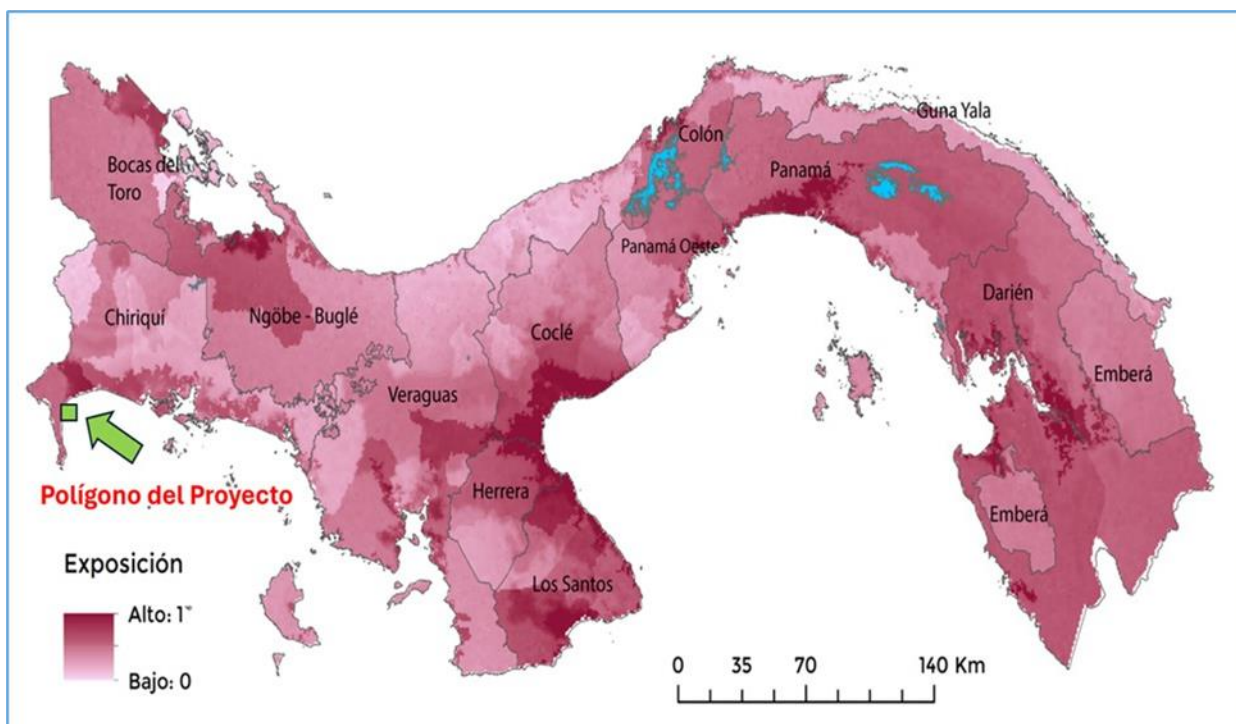 Guna Yala
Colón
Bocas del
Toro
Panamá
Panamá Oeste
Darién
Chiriquí
Ngöbe - Buglé
Coclé
Emberá
Veraguas
Polígono del Proyecto
Herrera
Emberá
Exposición
Los Santos
Alto: 1
Bajo: 0
0 35 70 140 Km